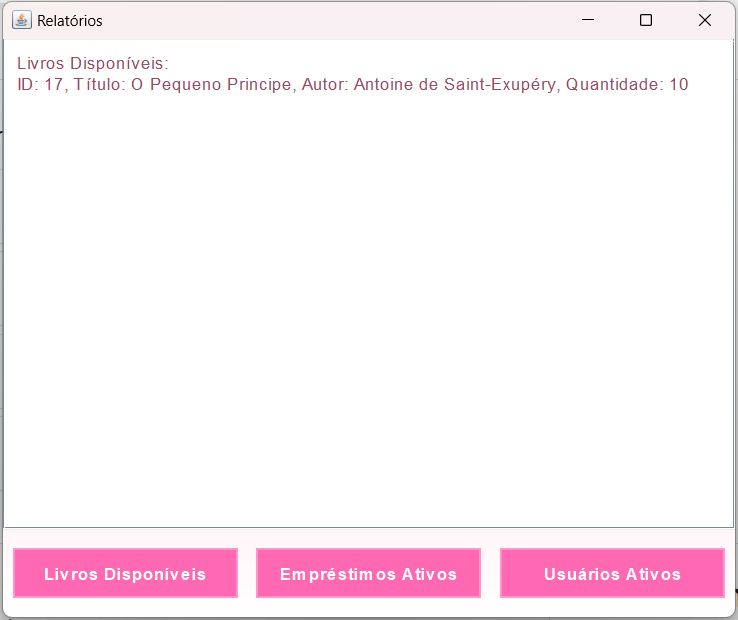 Relatórios
Livros Disponíveis:
ID: 17, Título: O Pequeno Principe, Autor: Antoine de Saint-Exupéry, Quantidade: 10
Livros Disponíveis
Empréstimos Ativos
Usuários Ativos